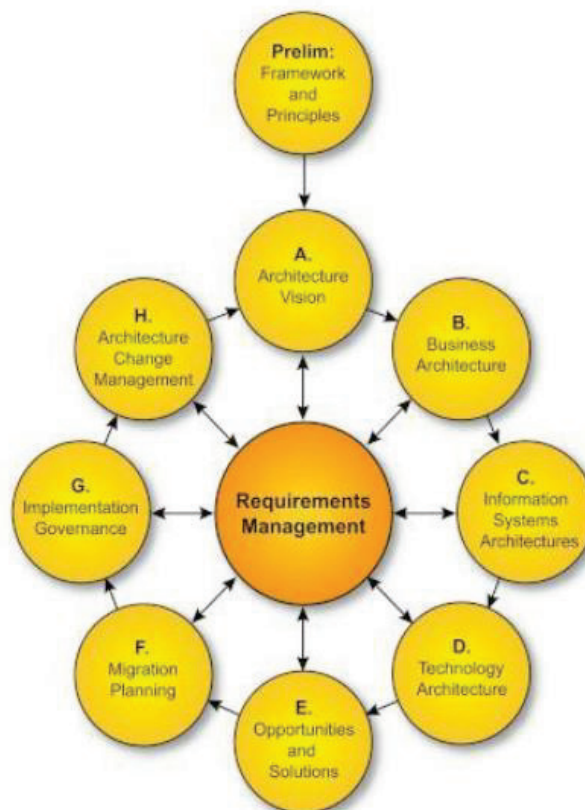 Prelim:
Framework
and
Principles
A.
Architecture
Vision
B.
Business
Architecture
C.
Information
Systems
Architectures
D.
Technology
Architecture
E.
Opportunities
and
Solutions
F.
Migration
Planning
G.
Implementation
Governance
H.
Architecture
Change
Management
Requirements
Management